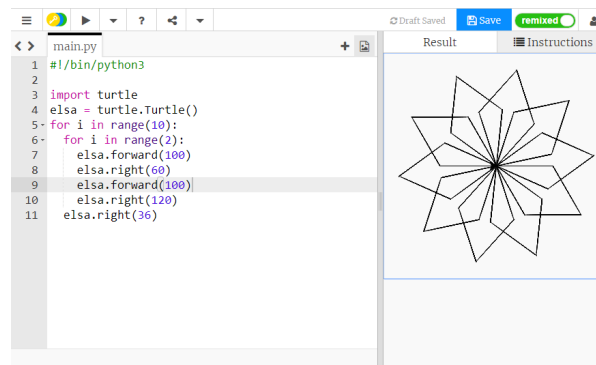 ? Draft Saved Save remixed
main.py Result Instructions
1 #!/bin/python3
2
3 import turtle
4 elsa = turtle.Turtle()
5 for i in range(10):
6 for i in range(2):
7 elsa.forward(100)
8 elsa.right(60)
9 elsa.forward(100)
10 elsa.right(120)
11 elsa.right(36)